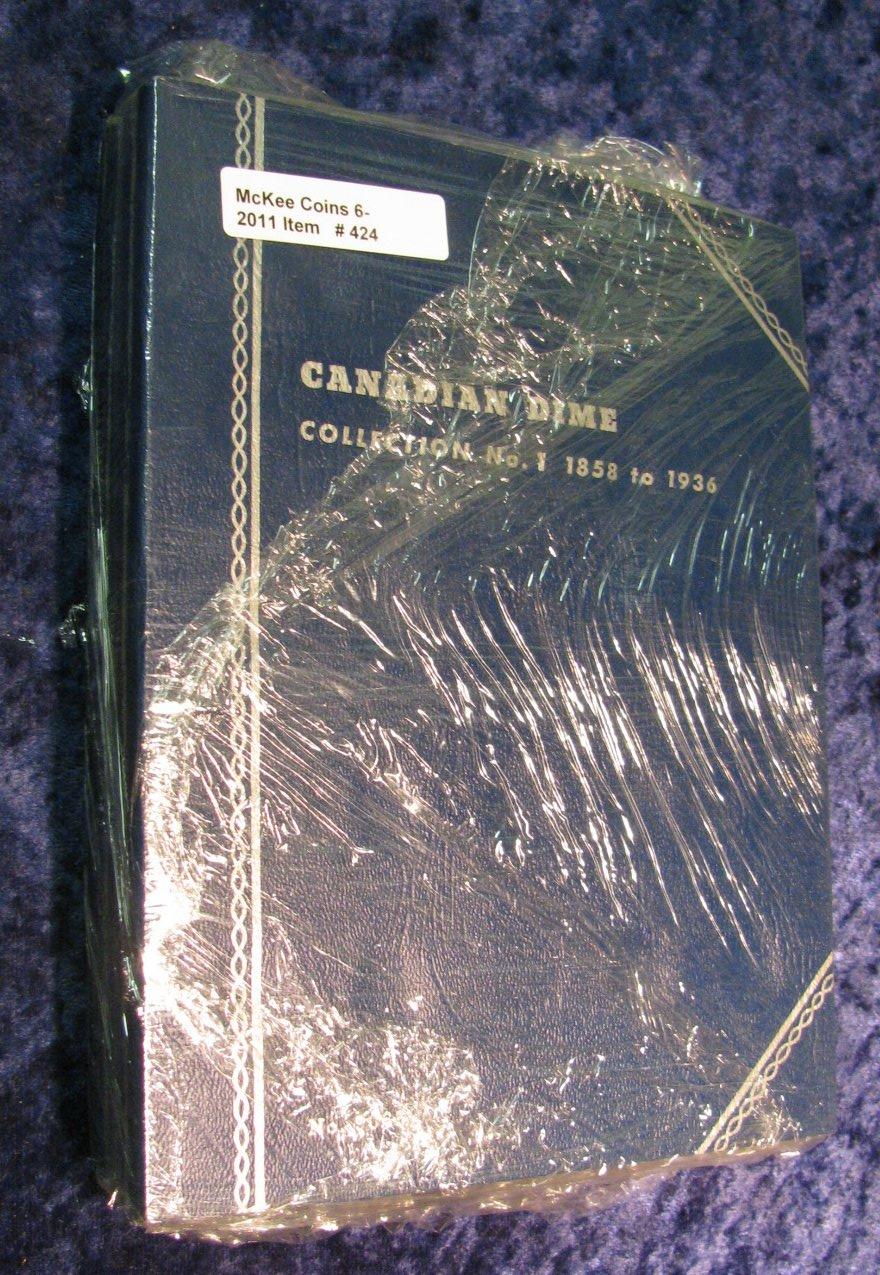 McKee Coins 6-
2011 Item # 424
CANADIAN DIME
COLLECTION No. 1 1858 to 1936